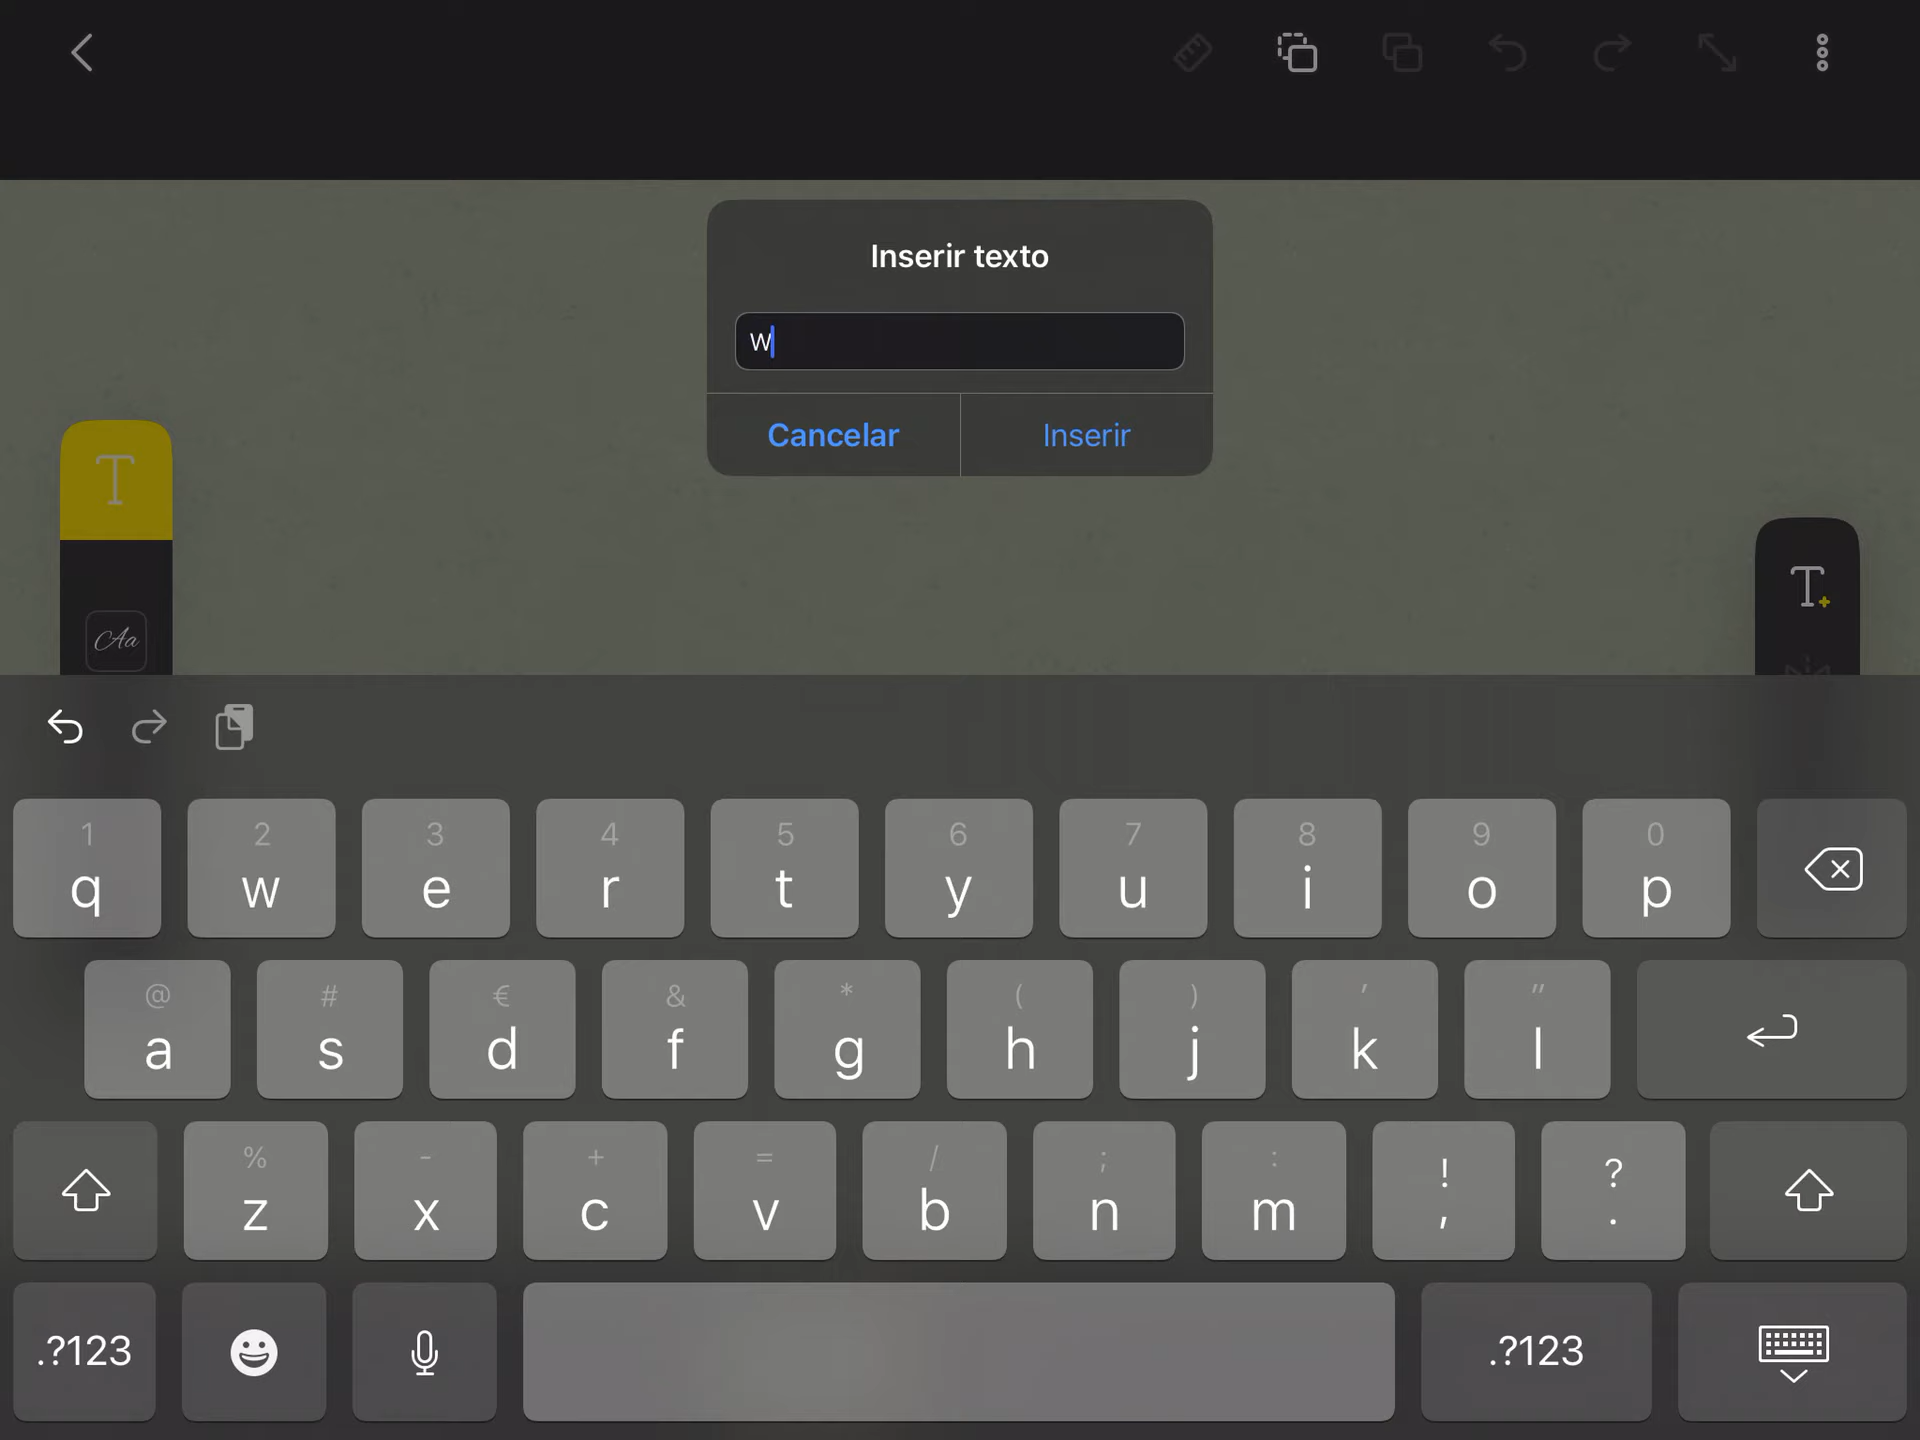 Inserir texto
W
Cancelar Inserir
T
Aa
T+
1 2 3 4 5 6 7 8 9 0
q w e r t y u i o p
@ # € & * ( ) ' "
a s d f g h j k l
% - + = / ; : ! ?
z x c v b n m , .
.?123 .?123